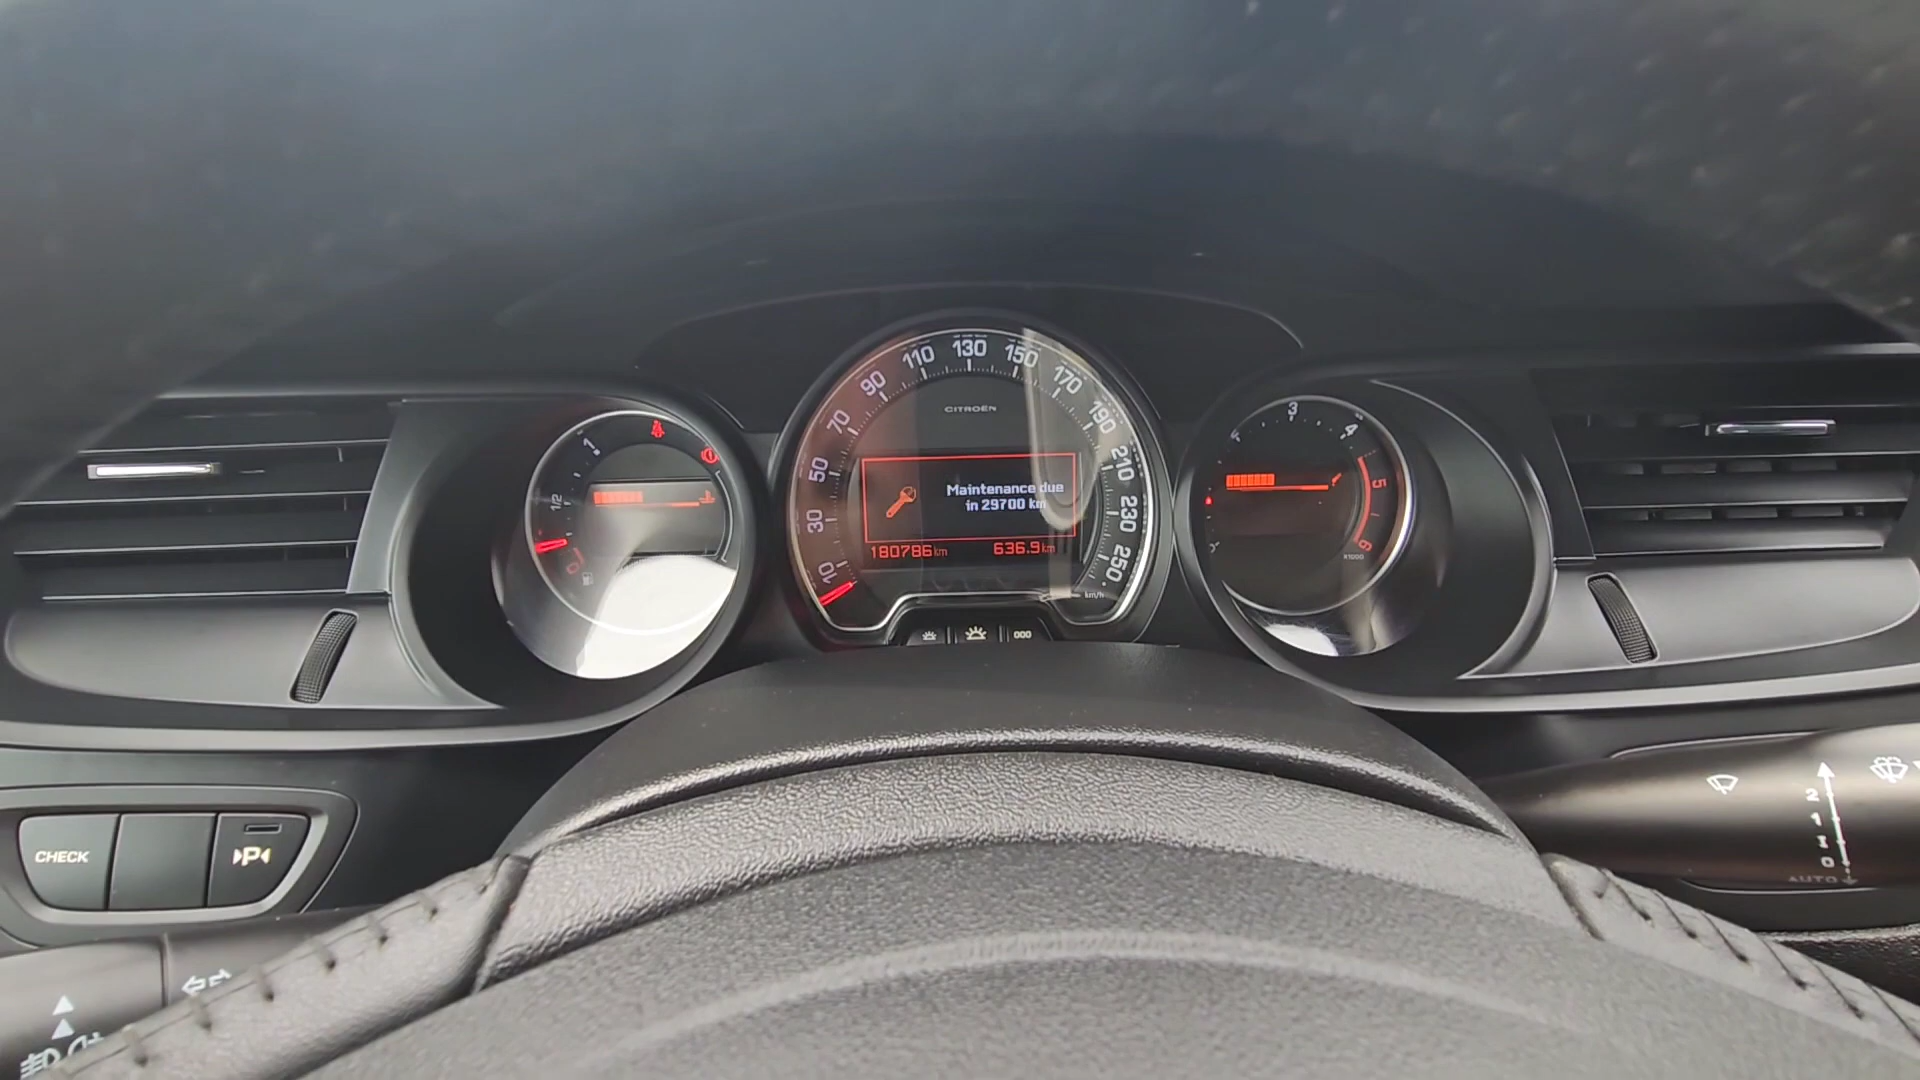 1
1/2
0
10
30
50
70
90
110
130
150
170
190
210
230
250
km/h
CITROËN
Maintenance due
in 29700 km
180786 km
636.9 km
000
3
4
5
6
x1000
CHECK
P
2
1
I
0
AUTO